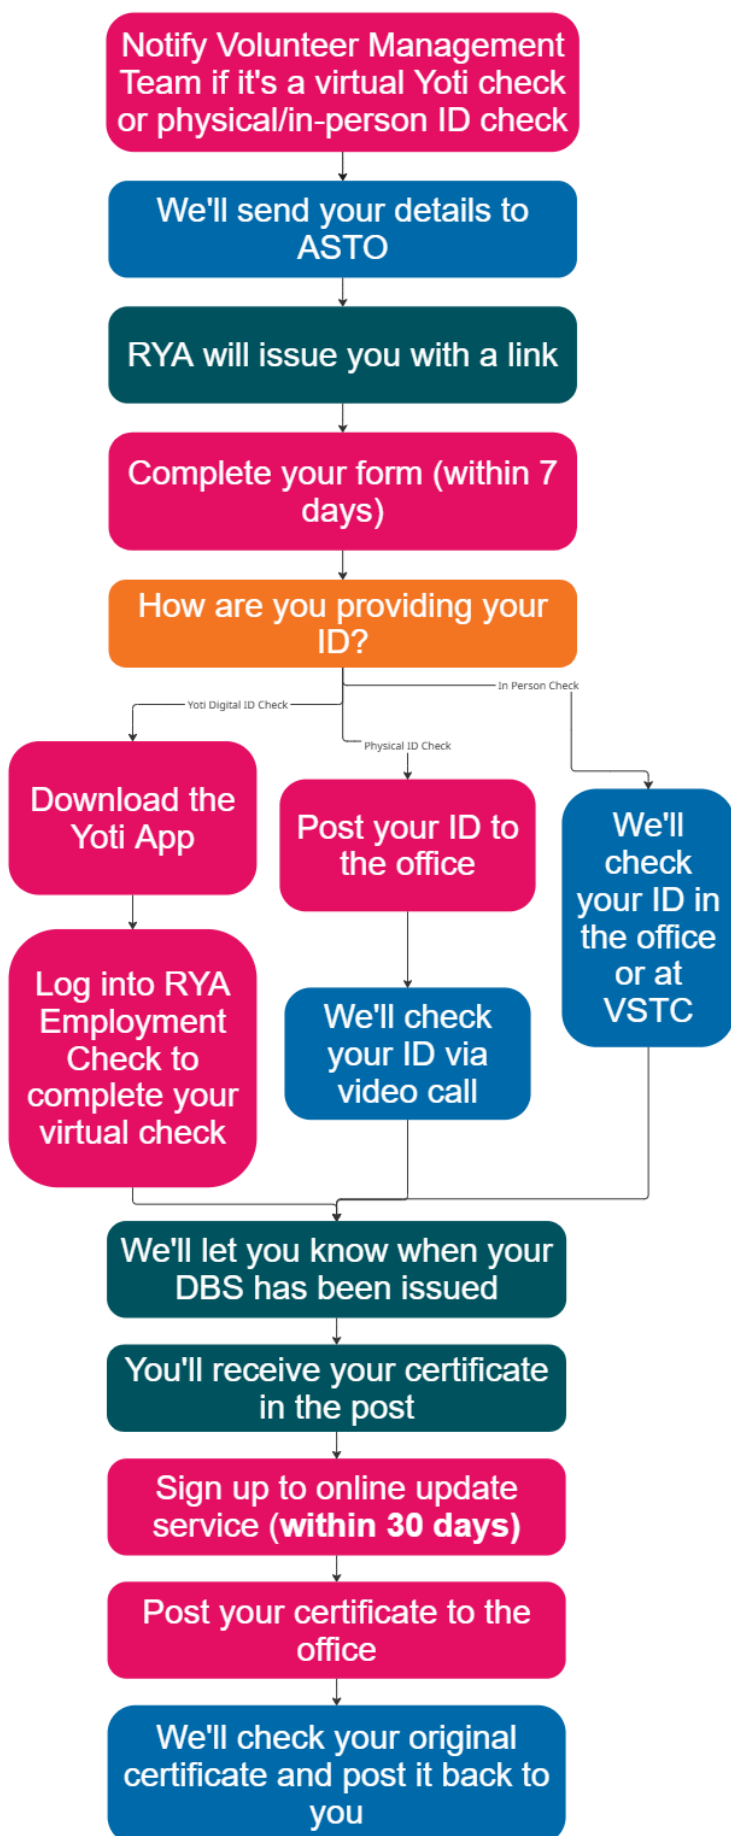 Notify Volunteer Management
Team if it's a virtual Yoti check
or physical/in-person ID check
We'll send your details to
ASTO
RYA will issue you with a link
Complete your form (within 7
days)
How are you providing your
ID?
In Person Check
Yoti Digital ID Check
Physical ID Check
Download the
Yoti App
Post your ID to
the office
We'll
check
your ID in
the office
or at
VSTC
Log into RYA
Employment
Check to
complete your
virtual check
We'll check
your ID via
video call
We'll let you know when your
DBS has been issued
You'll receive your certificate
in the post
Sign up to online update
service (within 30 days)
Post your certificate to the
office
We'll check your original
certificate and post it back to
you